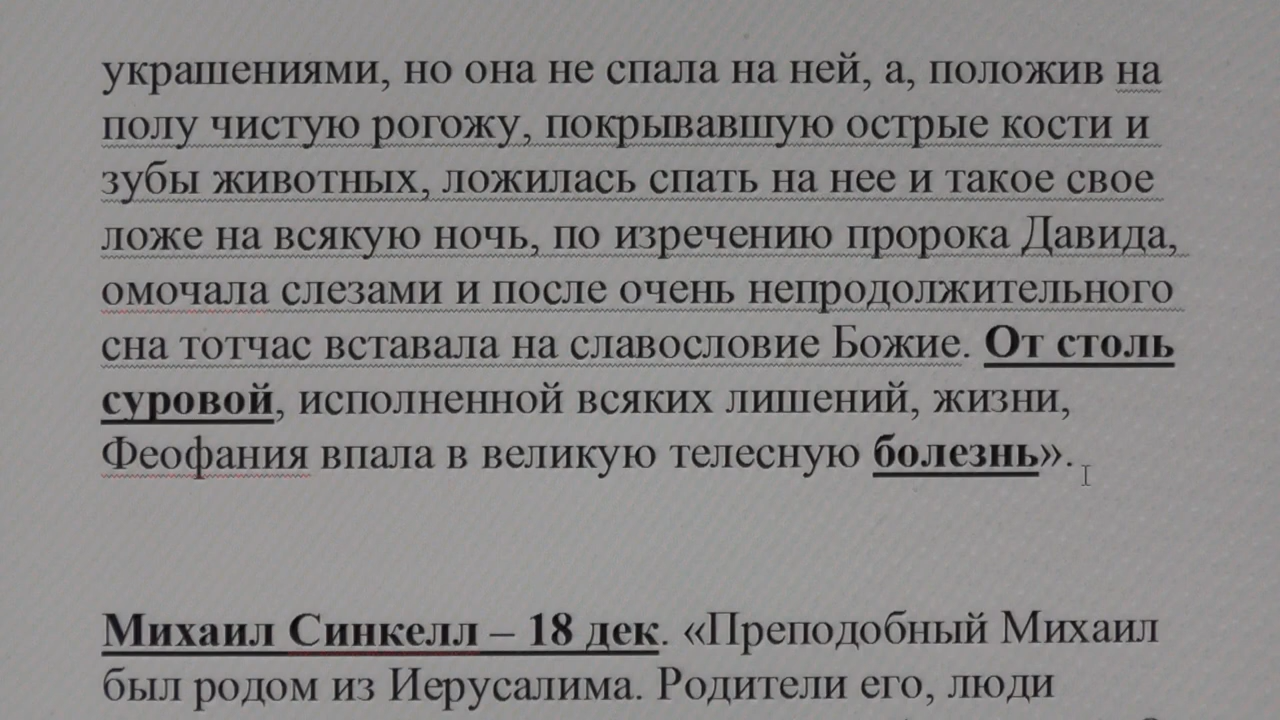 украшениями, но она не спала на ней, а, положив на
полу чистую рогожу, покрывавшую острые кости и
зубы животных, ложилась спать на нее и такое свое
ложе на всякую ночь, по изречению пророка Давида,
омочала слезами и после очень непродолжительного
сна тотчас вставала на славословие Божие. От столь
суровой, исполненной всяких лишений, жизни,
Феофания впала в великую телесную болезнь».
Михаил Синкелл – 18 дек. «Преподобный Михаил
был родом из Иерусалима. Родители его, люди